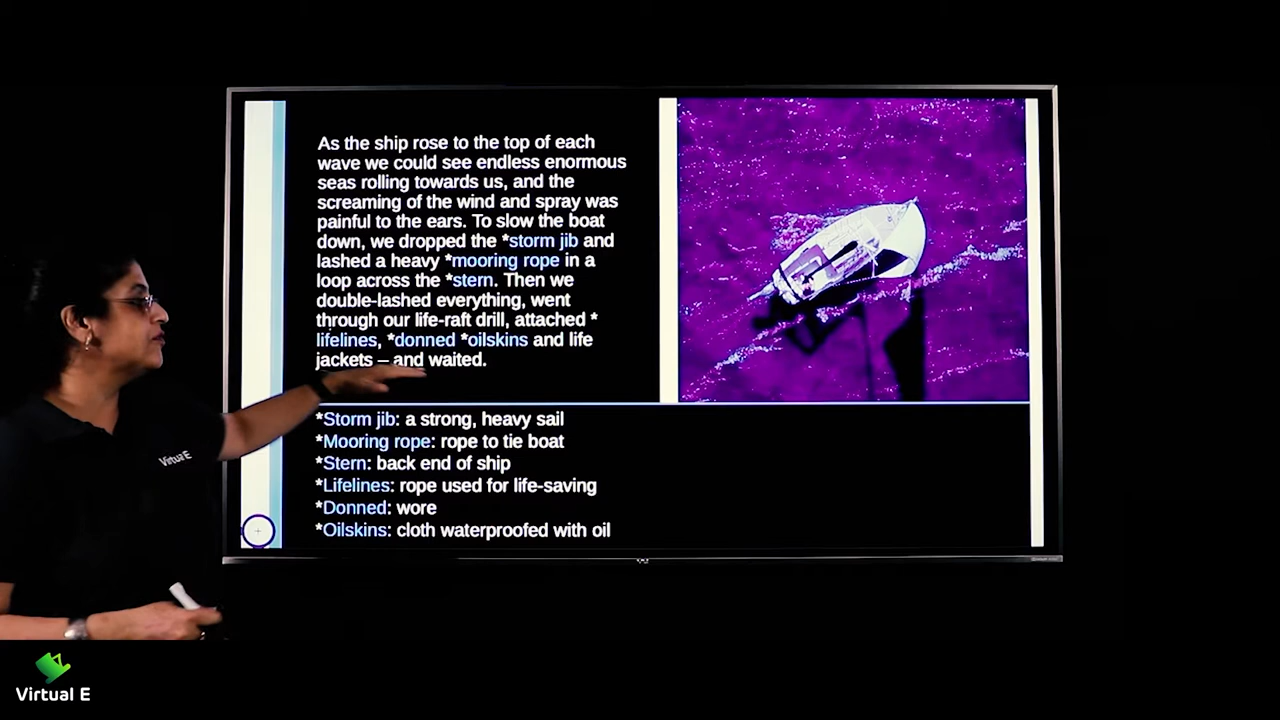 As the ship rose to the top of each
wave we could see endless enormous
seas rolling towards us, and the
screaming of the wind and spray was
painful to the ears. To slow the boat
down, we dropped the *storm jib and
lashed a heavy *mooring rope in a
loop across the *stern. Then we
double-lashed everything, went
through our life-raft drill, attached *
lifelines, *donned *oilskins and life
jackets – and waited.
*Storm jib: a strong, heavy sail
*Mooring rope: rope to tie boat
*Stern: back end of ship
*Lifelines: rope used for life-saving
*Donned: wore
*Oilskins: cloth waterproofed with oil
Virtual E
Virtual E